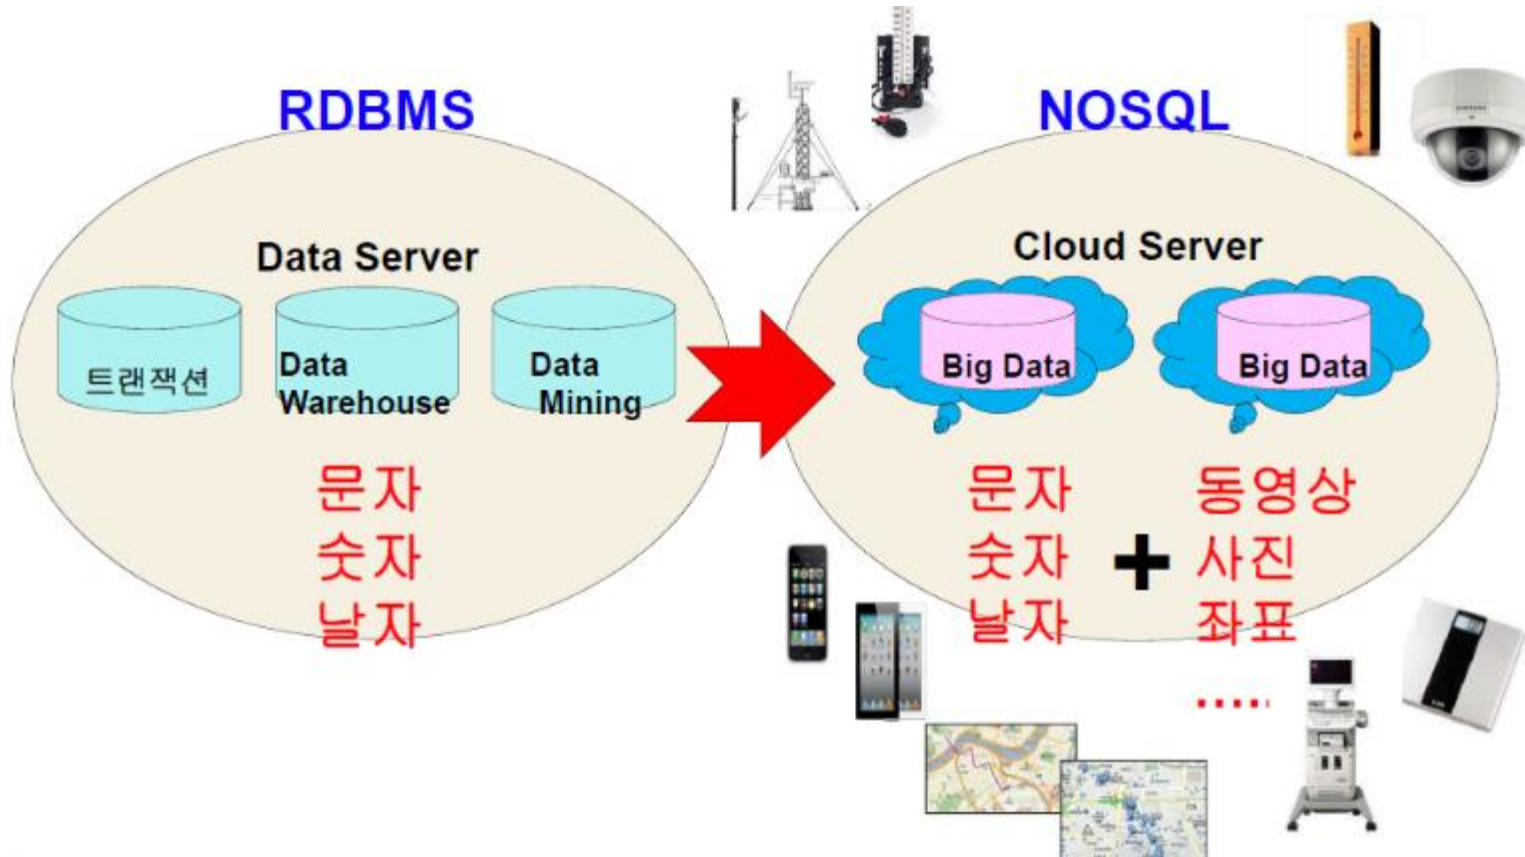 RDBMS
Data Server
트랜잭션
Data
Warehouse
Data
Mining
문자
숫자
날자
NOSQL
Cloud Server
Big Data
Big Data
문자
숫자
날자
+
동영상
사진
좌표
......
SAMSUNG